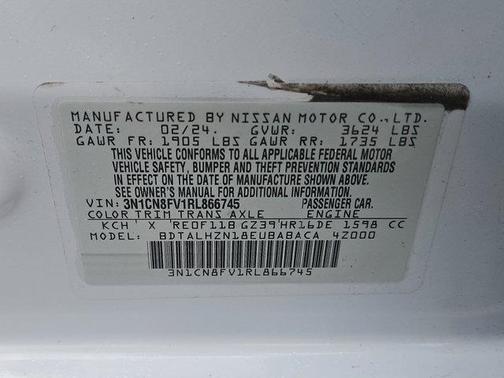 MANUFACTURED BY NISSAN MOTOR CO., LTD.
DATE: 02/24. GVWR: 3624 LBS
GAWR FR: 1905 LBS GAWR RR: 1735 LBS
THIS VEHICLE CONFORMS TO ALL APPLICABLE FEDERAL MOTOR
VEHICLE SAFETY, BUMPER AND THEFT PREVENTION STANDARDS
IN EFFECT ON THE DATE OF MANUFACTURE SHOWN ABOVE.
SEE OWNER'S MANUAL FOR ADDITIONAL INFORMATION.
VIN: 3N1CN8FV1RL866745 PASSENGER CAR
COLOR TRIM TRANS AXLE ENGINE
KCH X RE0F11B GZ39 HR16DE 1598 CC
MODEL: BDTALHZN18EUBABACA 4Z000
3N1CN8FV1RL866745